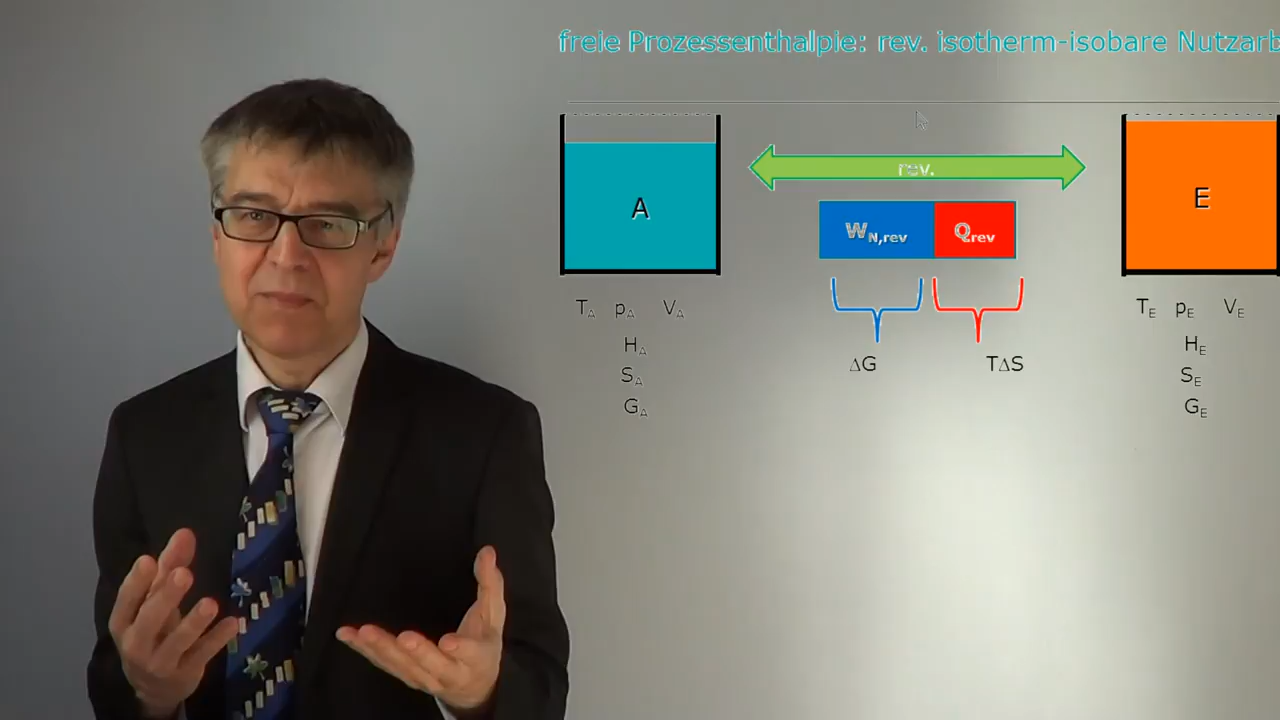 freie Prozessenthalpie: rev. isotherm-isobare Nutzarb
rev.
A
E
W_N,rev Q_rev
T_A p_A V_A
T_E p_E V_E
H_A
H_E
ΔG TΔS
S_A
S_E
G_A
G_E